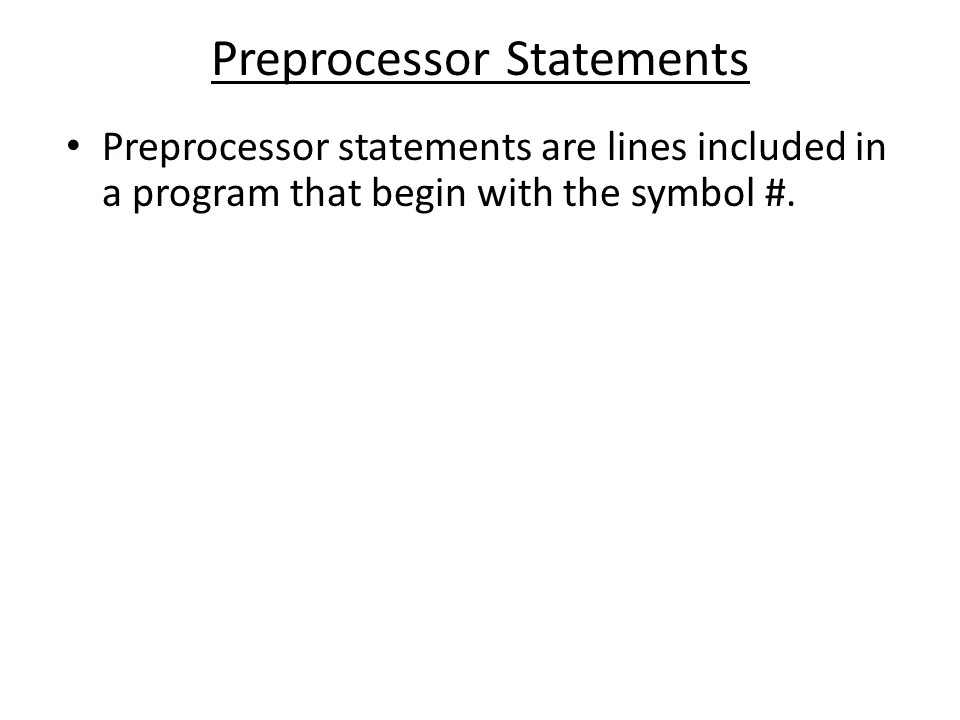 Preprocessor Statements
• Preprocessor statements are lines included in
a program that begin with the symbol #.